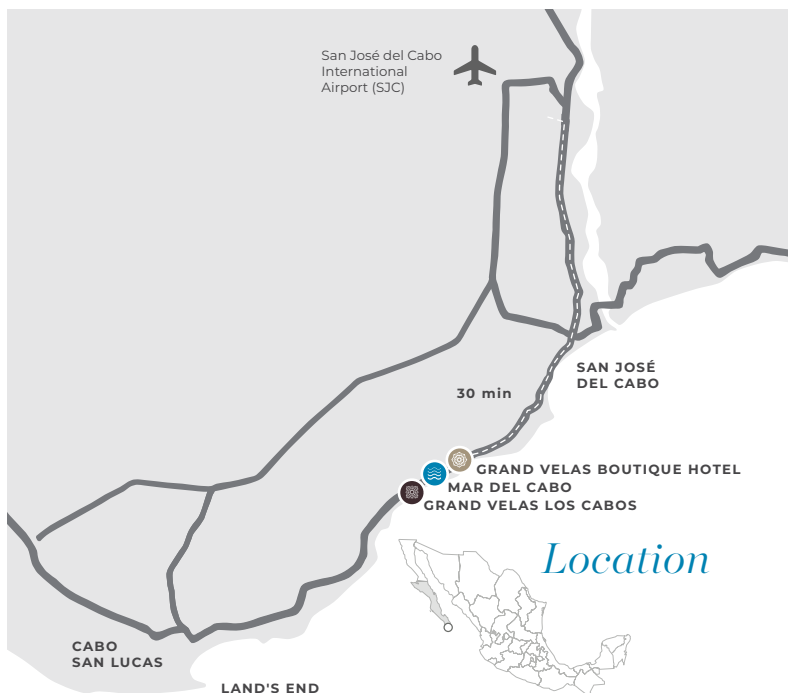 San José del Cabo
International
Airport (SJC)
SAN JOSÉ
DEL CABO
30 min
GRAND VELAS BOUTIQUE HOTEL
MAR DEL CABO
GRAND VELAS LOS CABOS
Location
CABO
SAN LUCAS
LAND'S END